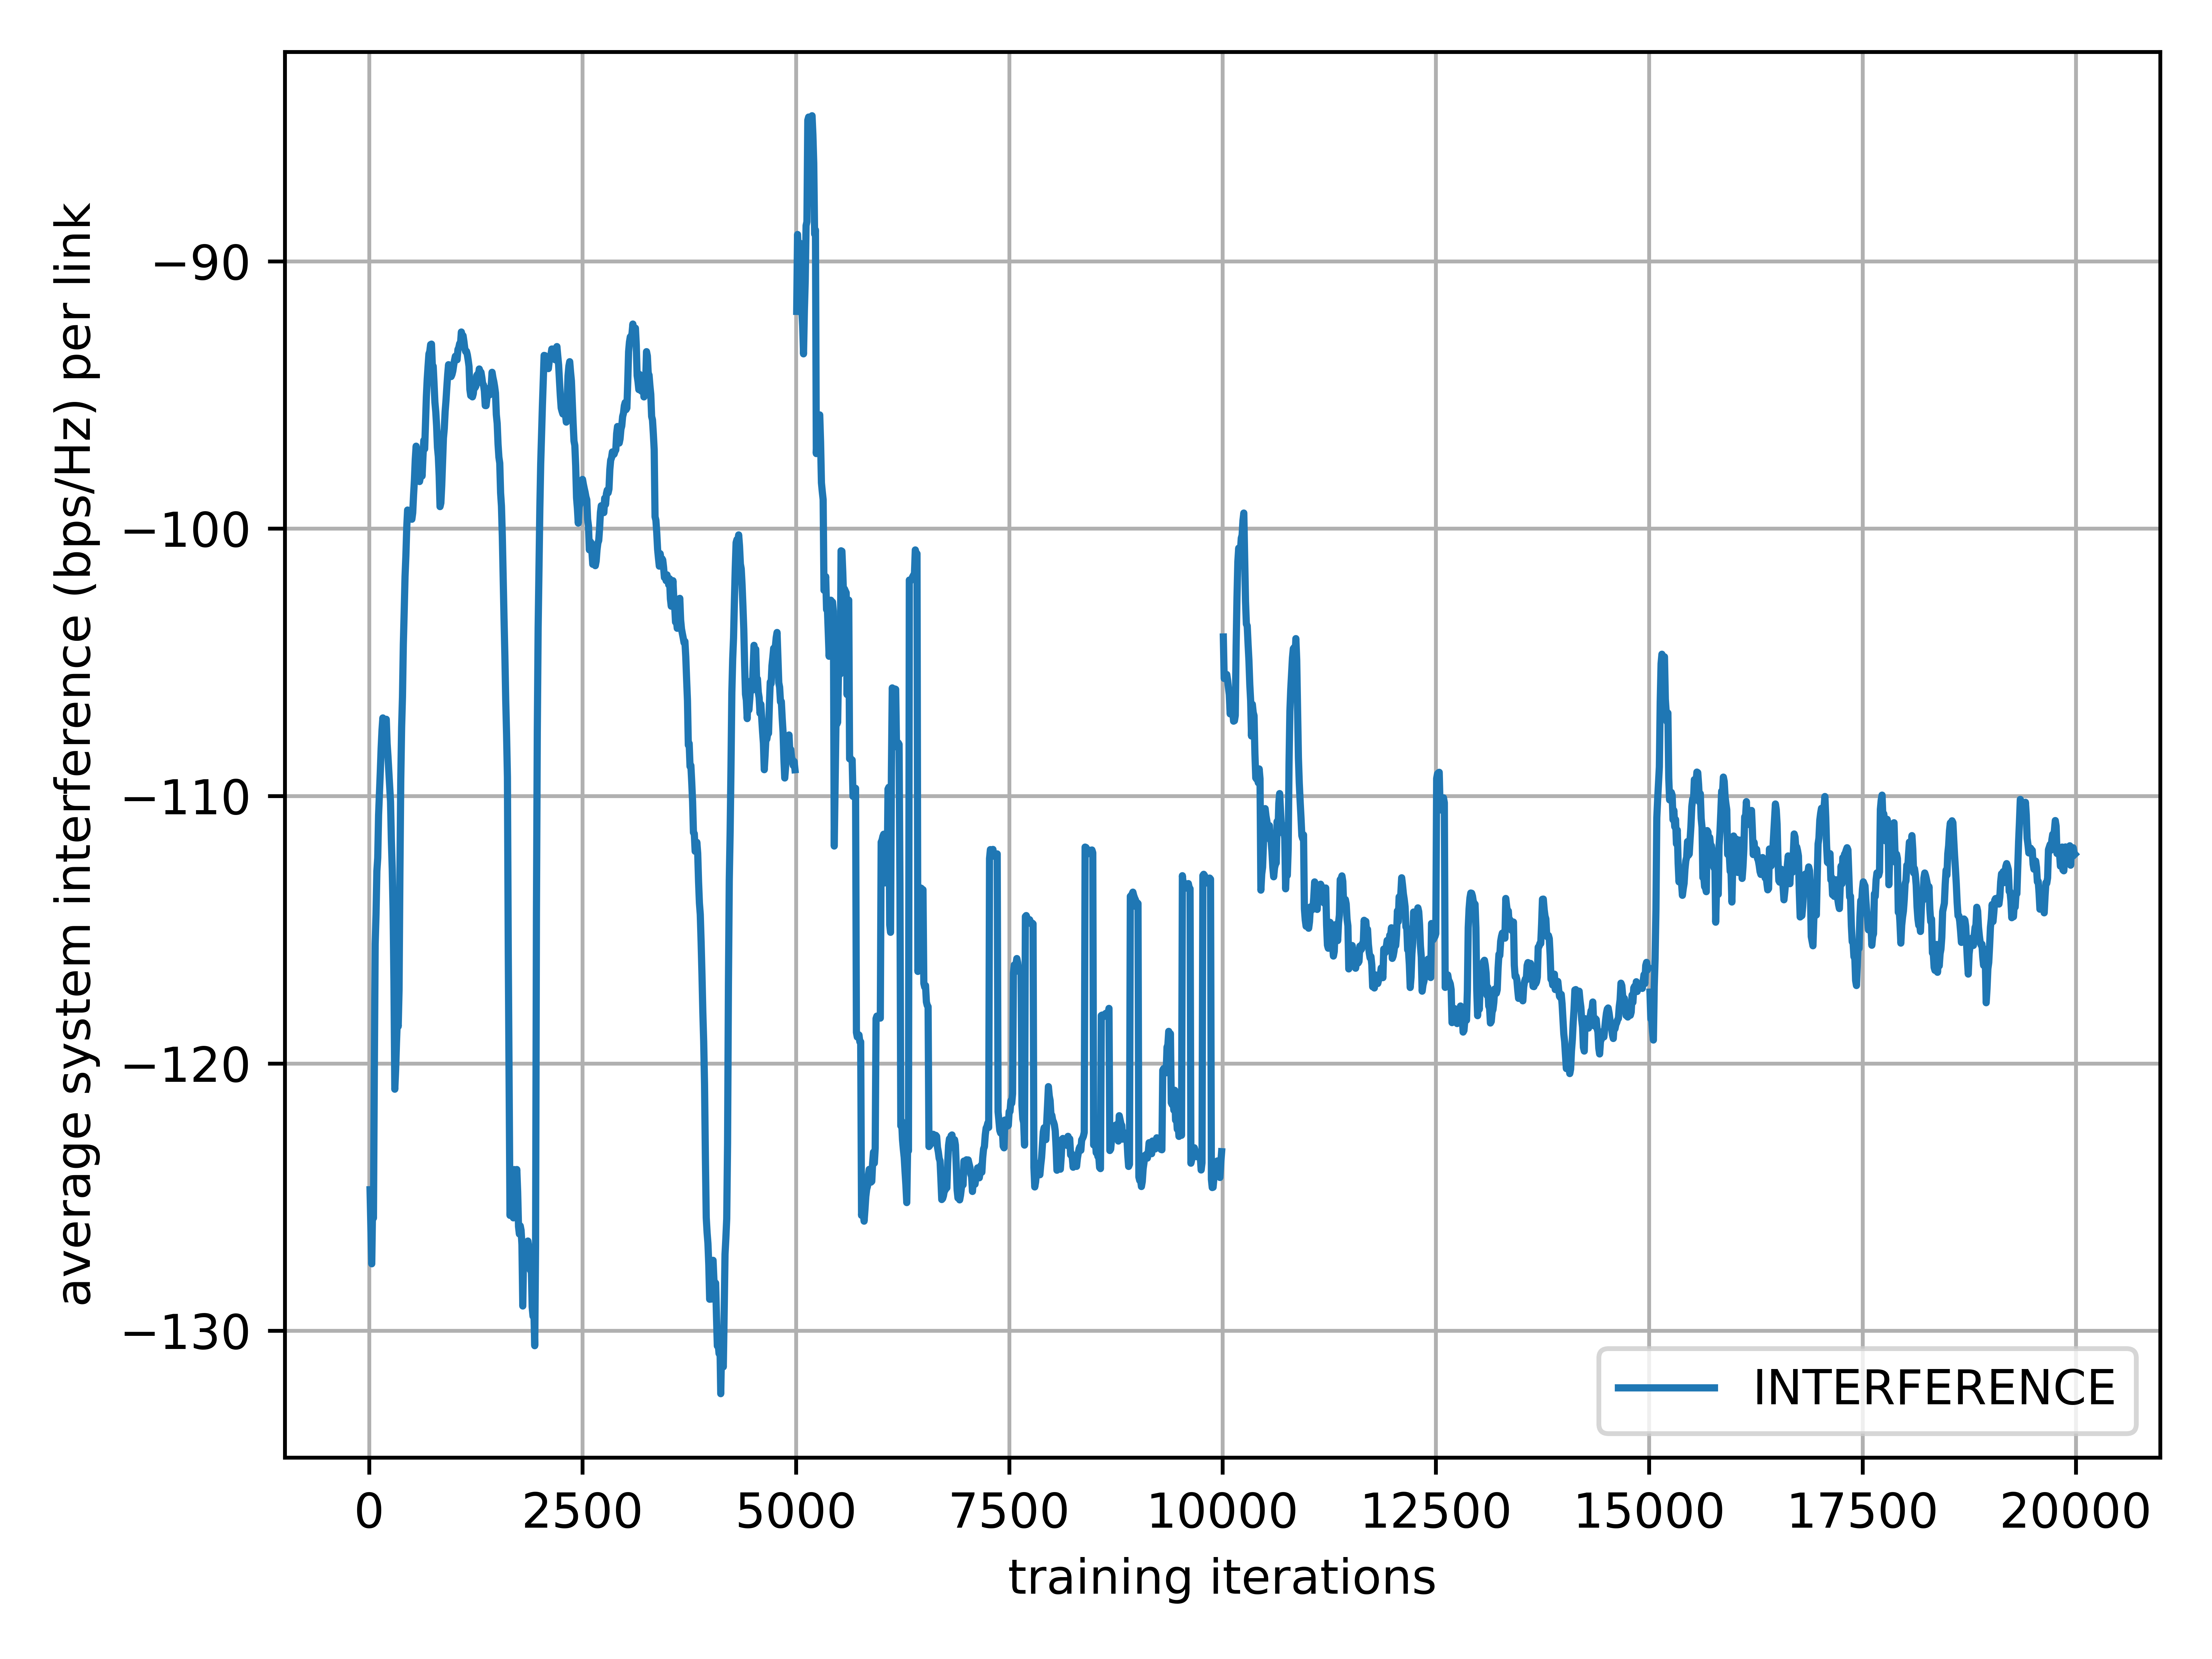 average system interference (bps/Hz) per link
−90
−100
−110
−120
−130
INTERFERENCE
0 2500 5000 7500 10000 12500 15000 17500 20000
training iterations